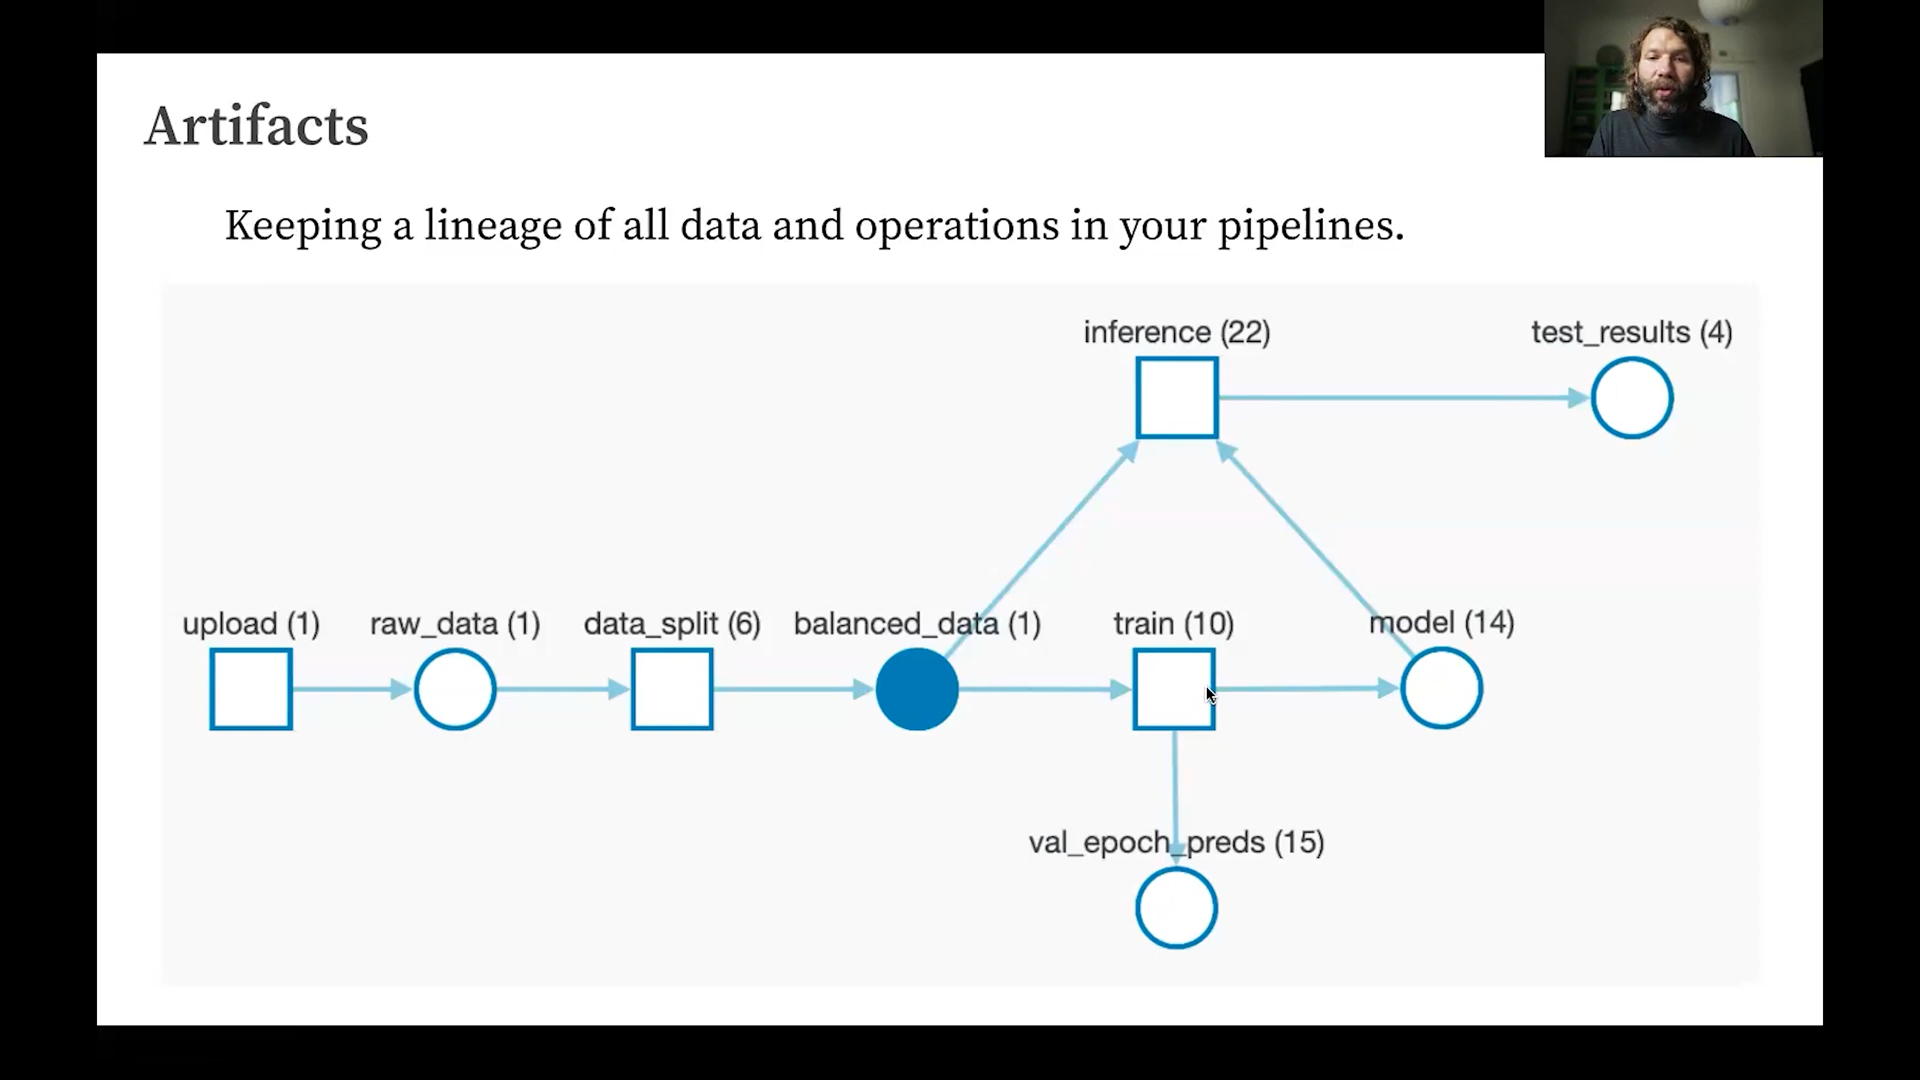 Artifacts
Keeping a lineage of all data and operations in your pipelines.
inference (22)
test_results (4)
upload (1)
raw_data (1)
data_split (6)
balanced_data (1)
train (10)
model (14)
val_epoch_preds (15)